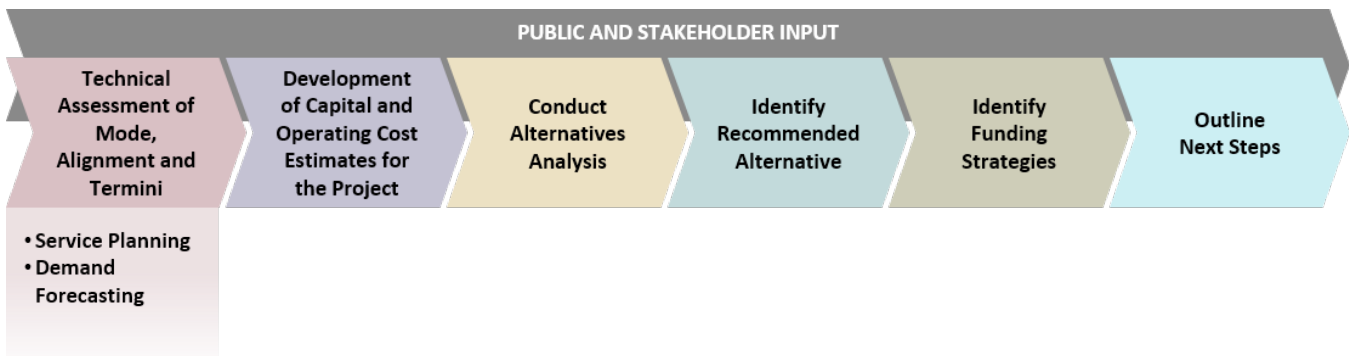 PUBLIC AND STAKEHOLDER INPUT
Technical
Assessment of
Mode,
Alignment and
Termini
Development
of Capital and
Operating Cost
Estimates for
the Project
Conduct
Alternatives
Analysis
Identify
Recommended
Alternative
Identify
Funding
Strategies
Outline
Next Steps
• Service Planning
• Demand
Forecasting